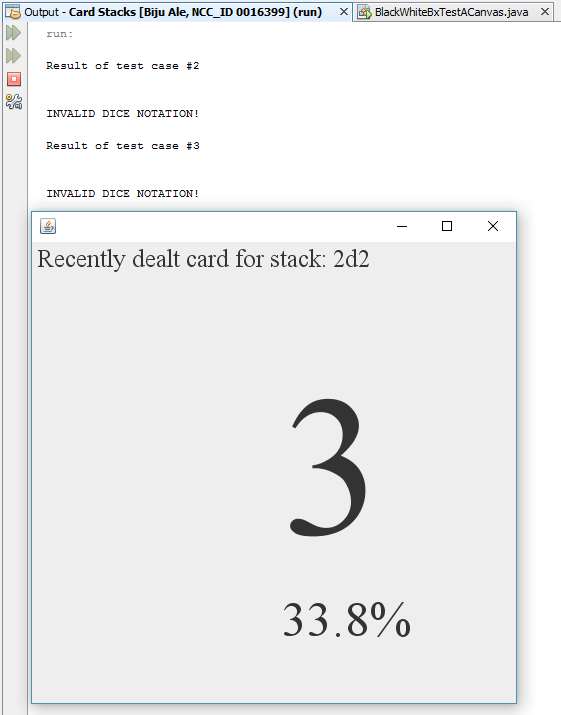 Output - Card Stacks [Biju Ale, NCC_ID 0016399] (run)
BlackWhiteBxTestACanvas.java
run:
Result of test case #2
INVALID DICE NOTATION!
Result of test case #3
INVALID DICE NOTATION!
Recently dealt card for stack: 2d2
3
33.8%